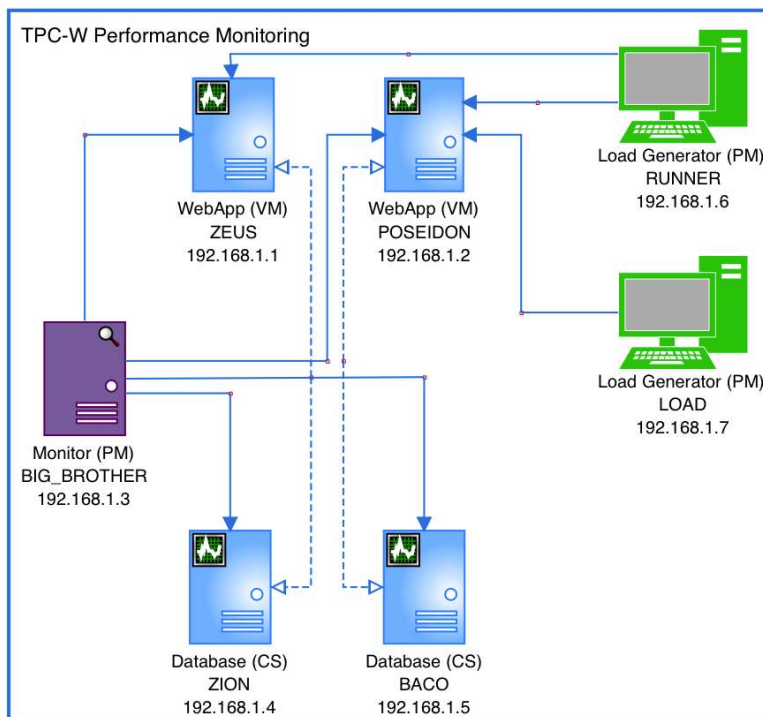 TPC-W Performance Monitoring
WebApp (VM)
ZEUS
192.168.1.1
WebApp (VM)
POSEIDON
192.168.1.2
Load Generator (PM)
RUNNER
192.168.1.6
Load Generator (PM)
LOAD
192.168.1.7
Monitor (PM)
BIG_BROTHER
192.168.1.3
Database (CS)
ZION
192.168.1.4
Database (CS)
BACO
192.168.1.5